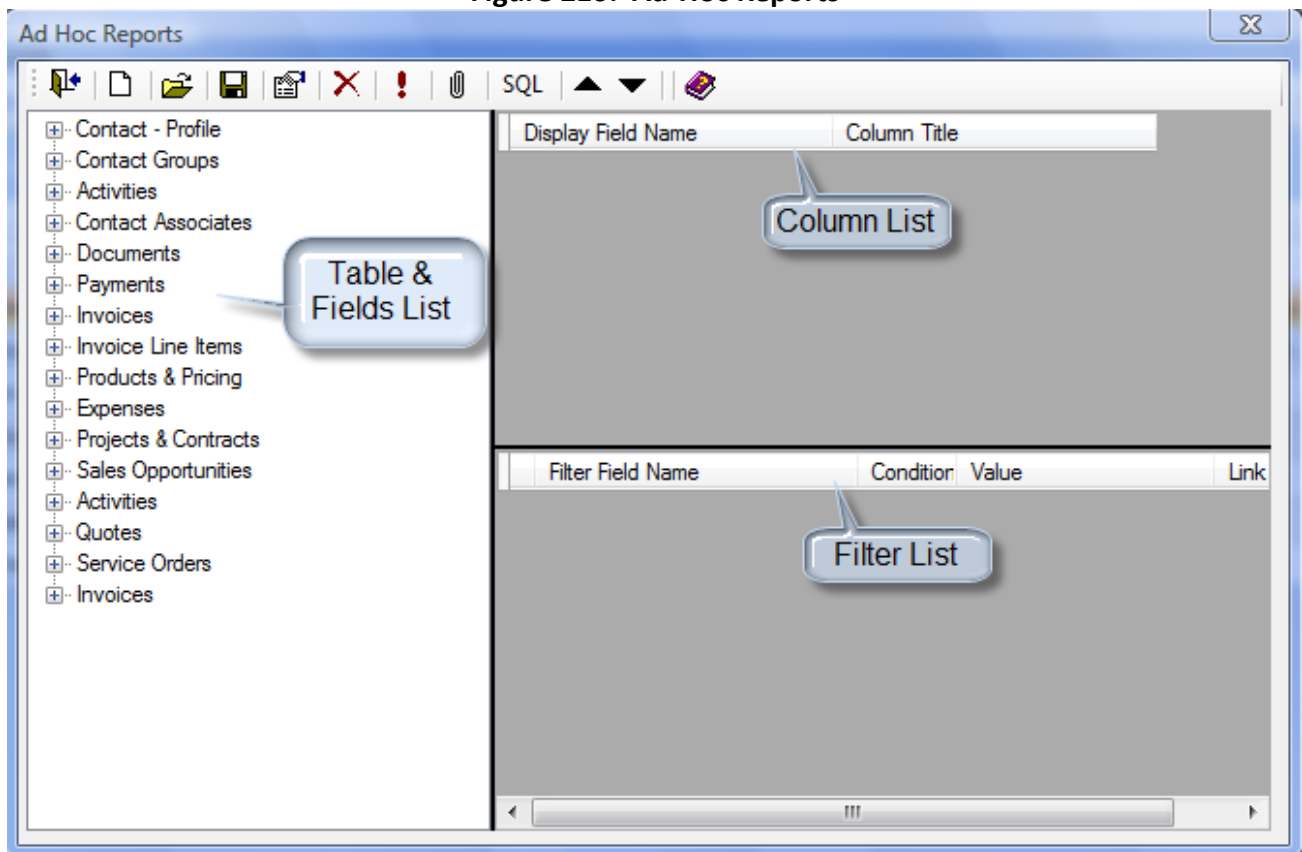 Ad Hoc Reports
SQL
Contact - Profile
Contact Groups
Activities
Contact Associates
Documents
Payments
Invoices
Invoice Line Items
Products & Pricing
Expenses
Projects & Contracts
Sales Opportunities
Activities
Quotes
Service Orders
Invoices
Table &
Fields List
Display Field Name Column Title
Column List
Filter Field Name Condition Value Link
Filter List